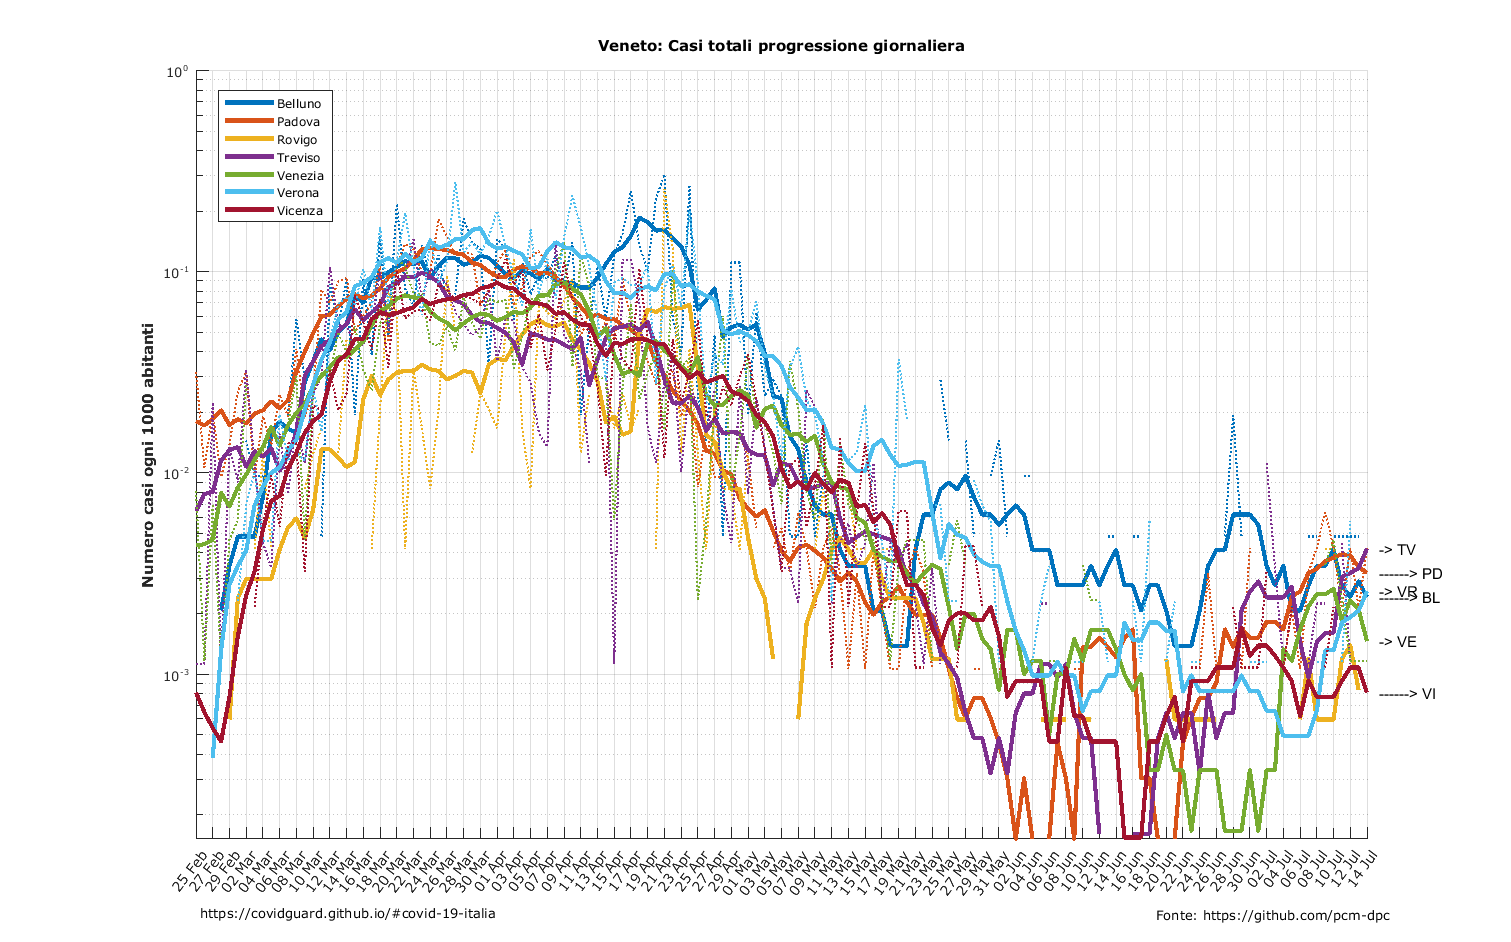 Veneto: Casi totali progressione giornaliera
10^0
10^-1
10^-2
10^-3
Numero casi ogni 1000 abitanti
Belluno
Padova
Rovigo
Treviso
Venezia
Verona
Vicenza
-> TV
------> PD
-> VR
------> BL
-> VE
------> VI
25 Feb
27 Feb
29 Feb
02 Mar
04 Mar
06 Mar
08 Mar
10 Mar
12 Mar
14 Mar
16 Mar
18 Mar
20 Mar
22 Mar
24 Mar
26 Mar
28 Mar
30 Mar
01 Apr
03 Apr
05 Apr
07 Apr
09 Apr
11 Apr
13 Apr
15 Apr
17 Apr
19 Apr
21 Apr
23 Apr
25 Apr
27 Apr
29 Apr
01 May
03 May
05 May
07 May
09 May
11 May
13 May
15 May
17 May
19 May
21 May
23 May
25 May
27 May
29 May
31 May
02 Jun
04 Jun
06 Jun
08 Jun
10 Jun
12 Jun
14 Jun
16 Jun
18 Jun
20 Jun
22 Jun
24 Jun
26 Jun
28 Jun
30 Jun
02 Jul
04 Jul
06 Jul
08 Jul
10 Jul
12 Jul
14 Jul
https://covidguard.github.io/#covid-19-italia
Fonte: https://github.com/pcm-dpc